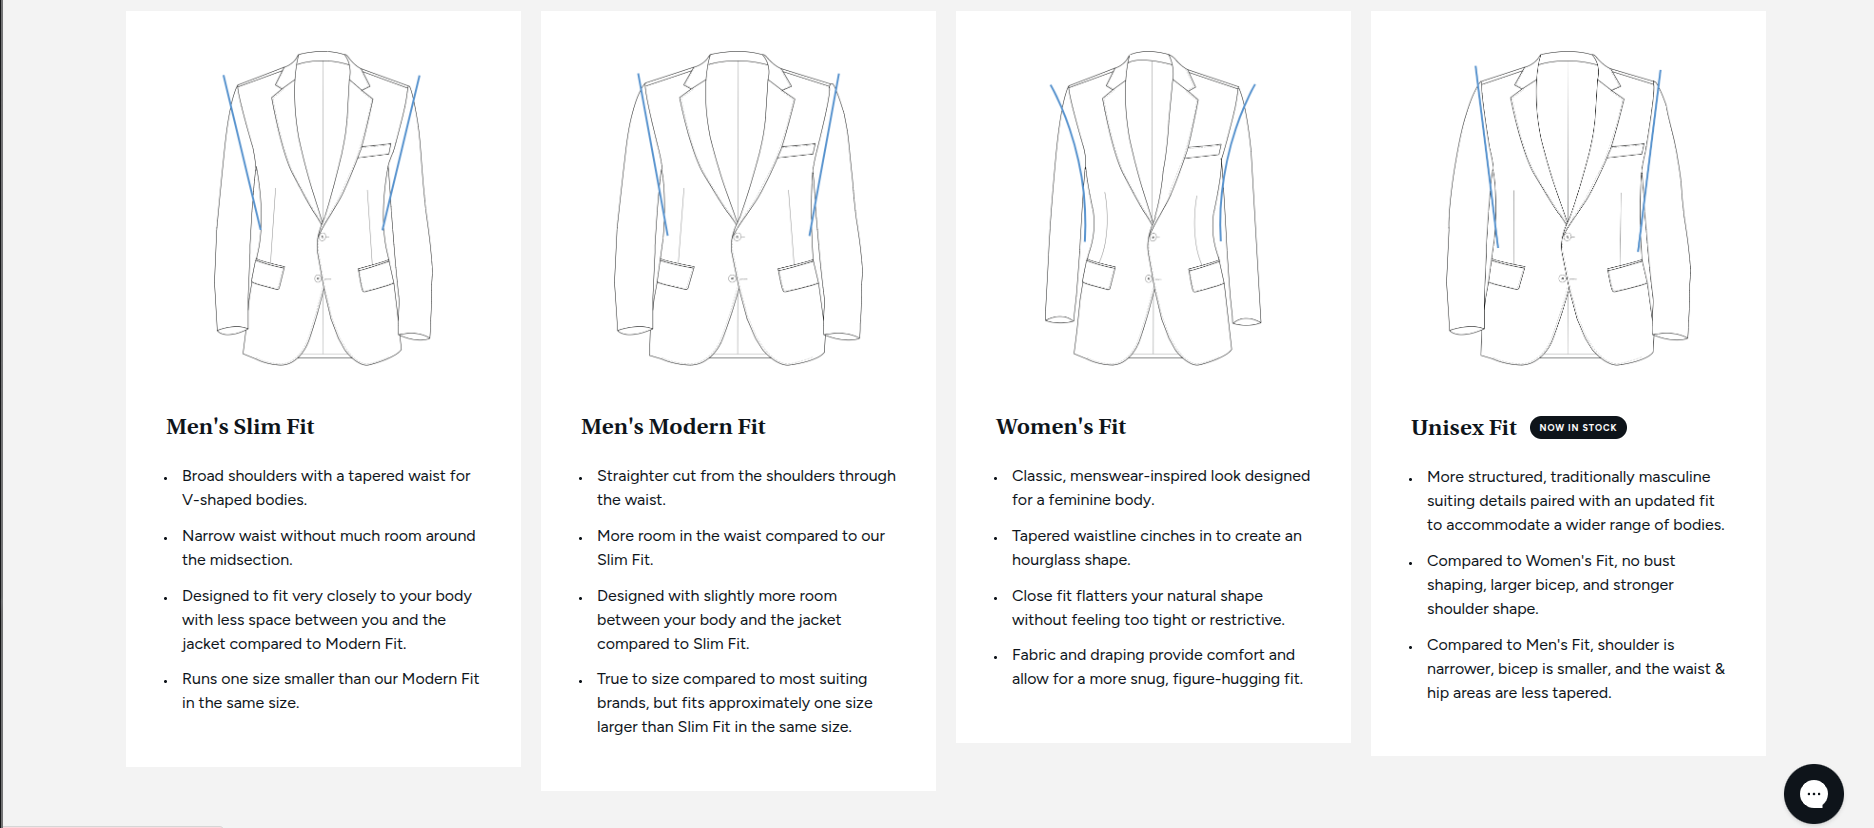 Men's Slim Fit
• Broad shoulders with a tapered waist for
V-shaped bodies.
• Narrow waist without much room around
the midsection.
• Designed to fit very closely to your body
with less space between you and the
jacket compared to Modern Fit.
• Runs one size smaller than our Modern Fit
in the same size.
Men's Modern Fit
• Straighter cut from the shoulders through
the waist.
• More room in the waist compared to our
Slim Fit.
• Designed with slightly more room
between your body and the jacket
compared to Slim Fit.
• True to size compared to most suiting
brands, but fits approximately one size
larger than Slim Fit in the same size.
Women's Fit
• Classic, menswear-inspired look designed
for a feminine body.
• Tapered waistline cinches in to create an
hourglass shape.
• Close fit flatters your natural shape
without feeling too tight or restrictive.
• Fabric and draping provide comfort and
allow for a more snug, figure-hugging fit.
Unisex Fit NOW IN STOCK
• More structured, traditionally masculine
suiting details paired with an updated fit
to accommodate a wider range of bodies.
• Compared to Women's Fit, no bust
shaping, larger bicep, and stronger
shoulder shape.
• Compared to Men's Fit, shoulder is
narrower, bicep is smaller, and the waist &
hip areas are less tapered.